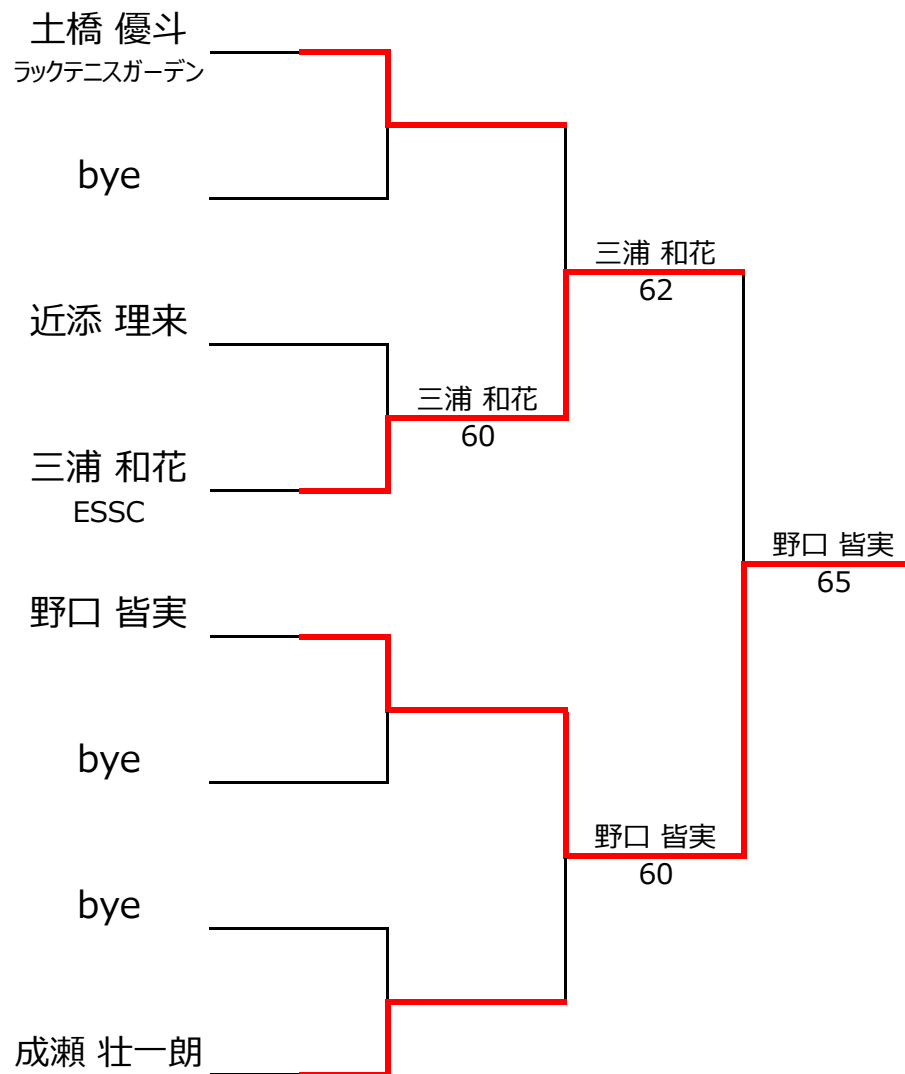 土橋 優斗
ラックテニスガーデン
bye
三浦 和花
62
近添 理来
三浦 和花
60
三浦 和花
ESSC
野口 皆実
65
野口 皆実
bye
野口 皆実
60
bye
成瀬 壮一朗